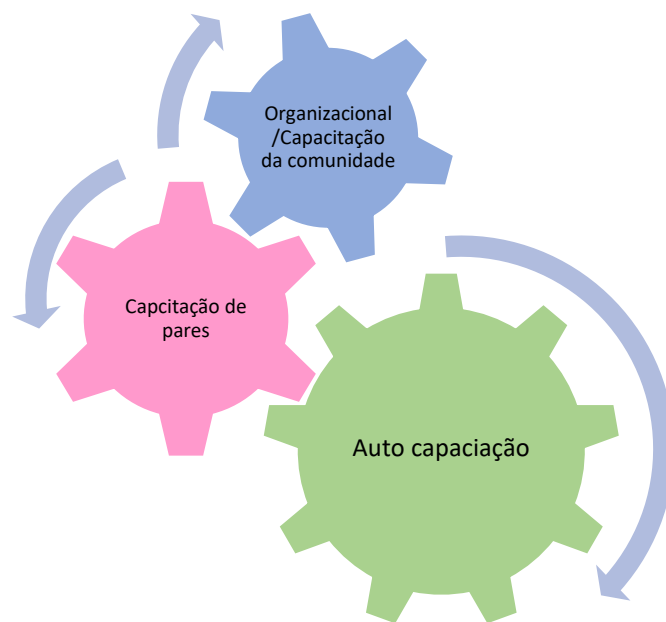 Organizacional
/Capacitação
da comunidade
Capcitação de
pares
Auto capaciação